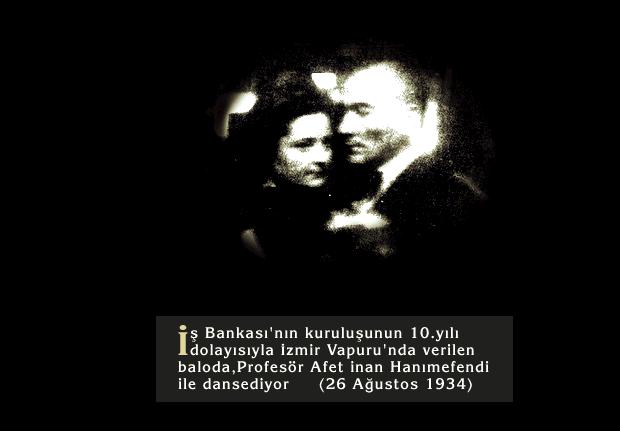 İş Bankası'nın kuruluşunun 10.yılı
dolayısıyla İzmir Vapuru'nda verilen
baloda,Profesör Afet inan Hanımefendi
ile dansediyor (26 Ağustos 1934)